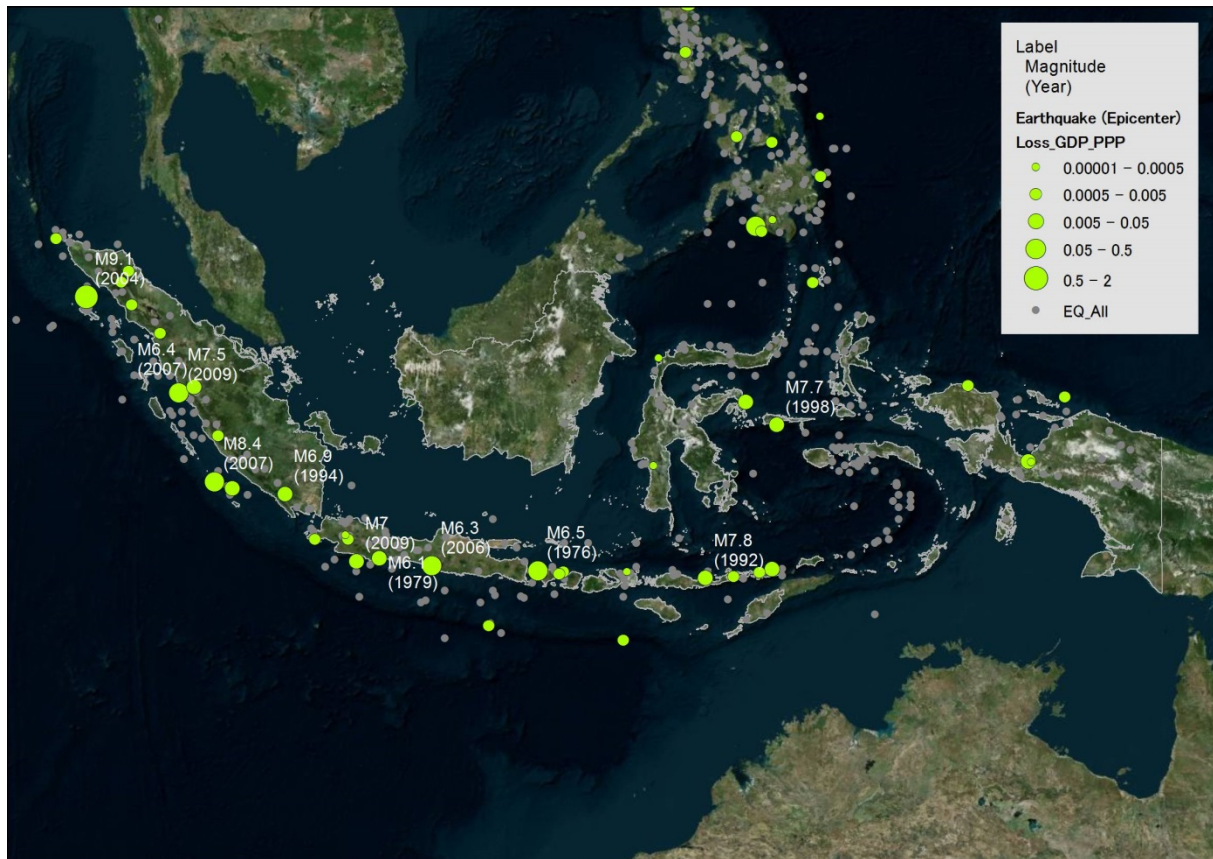 Label
Magnitude
(Year)
Earthquake (Epicenter)
Loss_GDP_PPP
0.00001 – 0.0005
0.0005 – 0.005
0.005 – 0.05
0.05 – 0.5
0.5 – 2
EQ_All
M9.1
(2004)
M6.4
(2007)
M7.5
(2009)
M8.4
(2007)
M6.9
(1994)
M7
(2009)
M6.1
(1979)
M6.3
(2006)
M6.5
(1976)
M7.8
(1992)
M7.7
(1998)